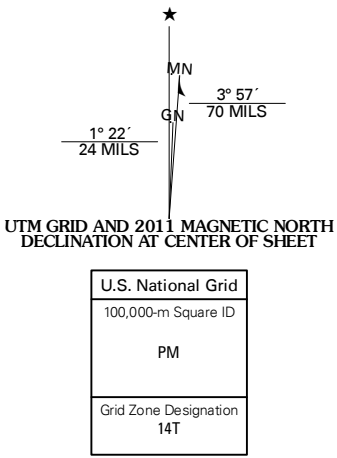 ★
MN
3° 57´
70 MILS
GN
1° 22´
24 MILS
UTM GRID AND 2011 MAGNETIC NORTH
DECLINATION AT CENTER OF SHEET
U.S. National Grid
100,000-m Square ID
PM
Grid Zone Designation
14T